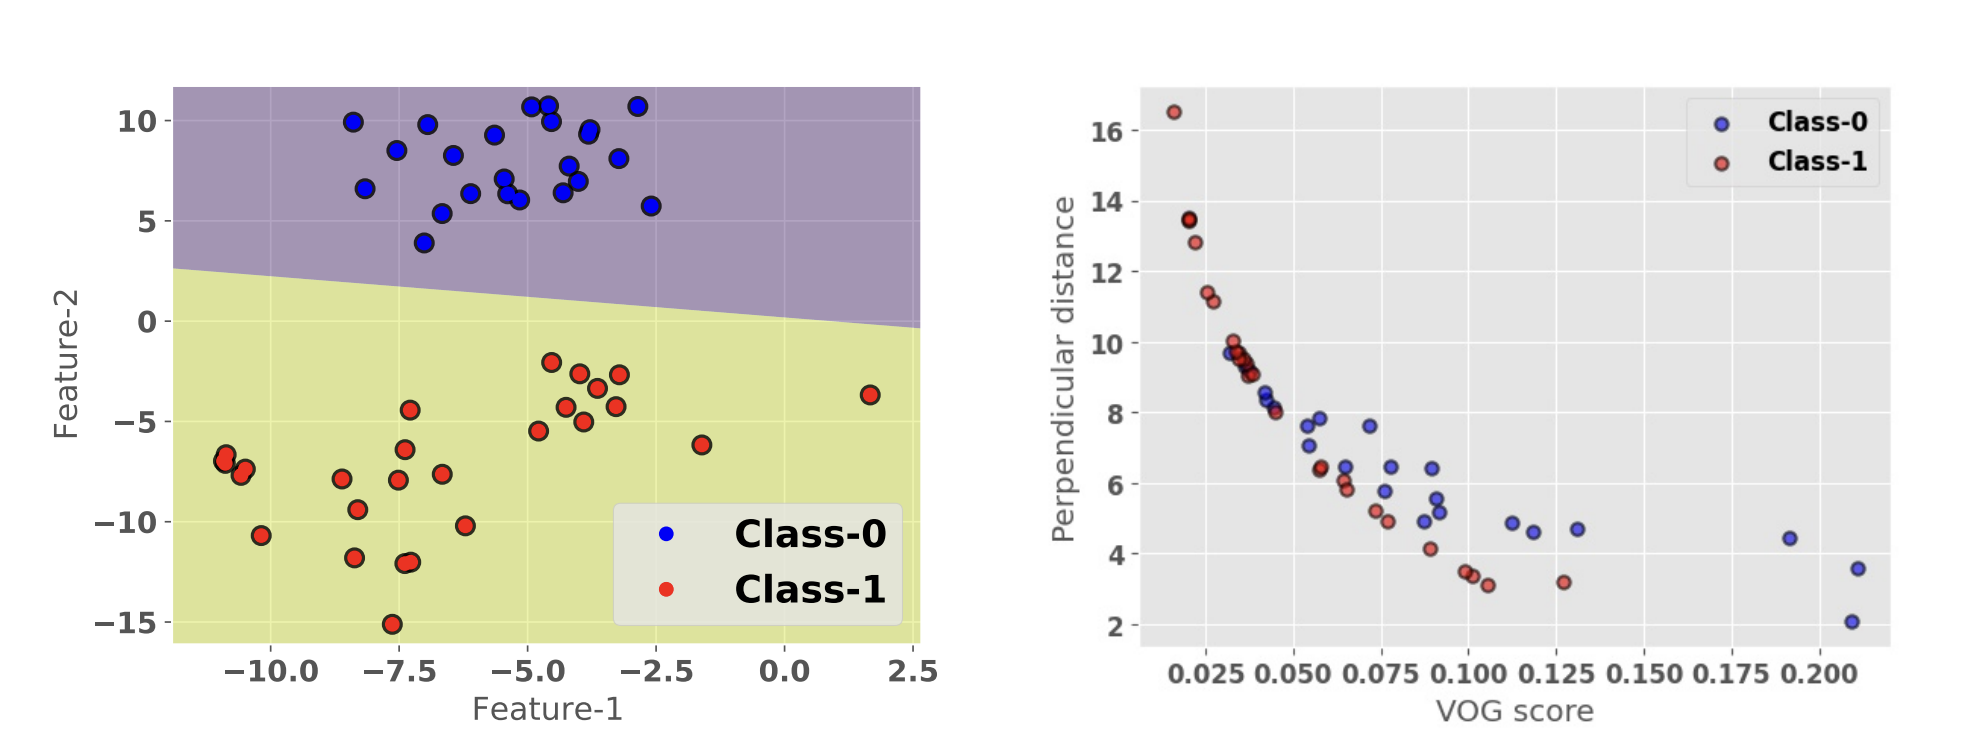 10
5
0
−5
−10
−15
Feature-2
−10.0 −7.5 −5.0 −2.5 0.0 2.5
Feature-1
Class-0
Class-1
16
14
12
10
8
6
4
2
Perpendicular distance
0.025 0.050 0.075 0.100 0.125 0.150 0.175 0.200
VOG score
Class-0
Class-1